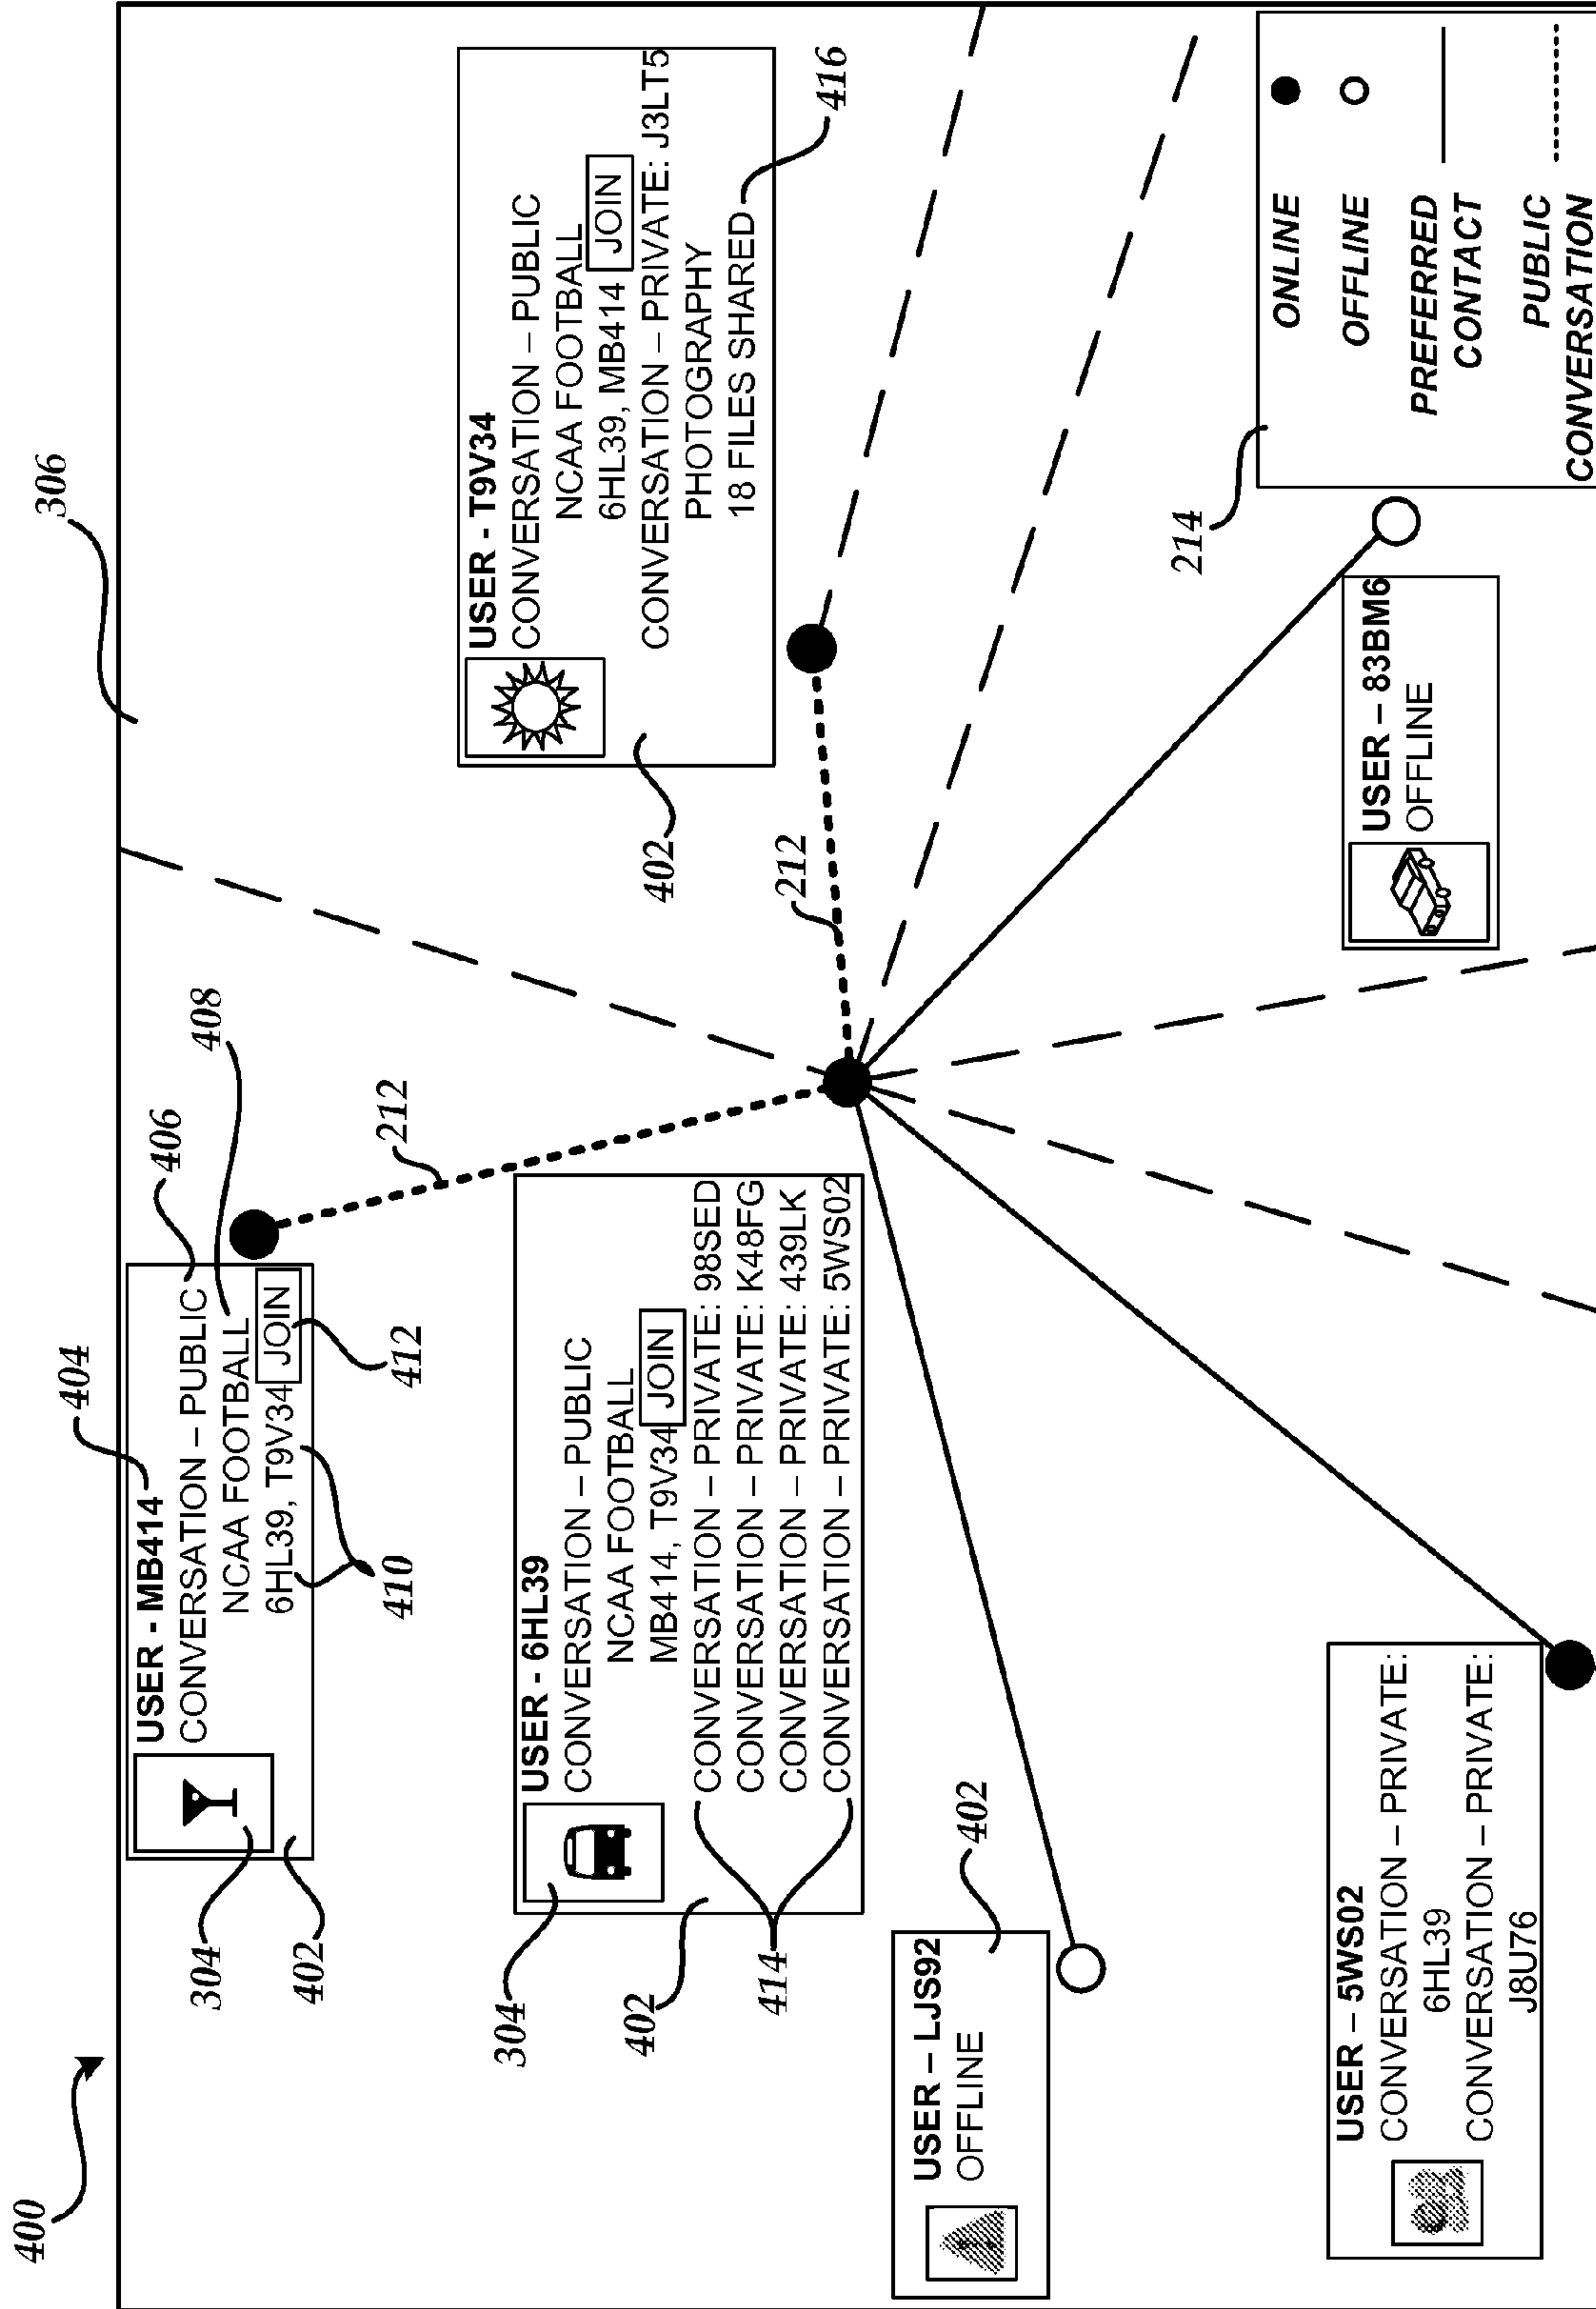 400
306
404
406
408
USER - MB414
CONVERSATION – PUBLIC
NCAA FOOTBALL
6HL39, T9V34 JOIN
304
402
410
412
212
USER - 6HL39
CONVERSATION – PUBLIC
NCAA FOOTBALL
MB414, T9V34 JOIN
CONVERSATION – PRIVATE: 98SED
CONVERSATION – PRIVATE: K48FG
CONVERSATION – PRIVATE: 439LK
CONVERSATION – PRIVATE: 5WS02
304
402
414
USER - T9V34
CONVERSATION – PUBLIC
NCAA FOOTBALL
6HL39, MB414 JOIN
CONVERSATION – PRIVATE: J3LT5
PHOTOGRAPHY
18 FILES SHARED
402
416
212
USER – LJS92
OFFLINE
402
USER – 83BM6
OFFLINE
USER – 5WS02
CONVERSATION – PRIVATE:
6HL39
CONVERSATION – PRIVATE:
J8U76
214
ONLINE
OFFLINE
PREFERRED
CONTACT
PUBLIC
CONVERSATION